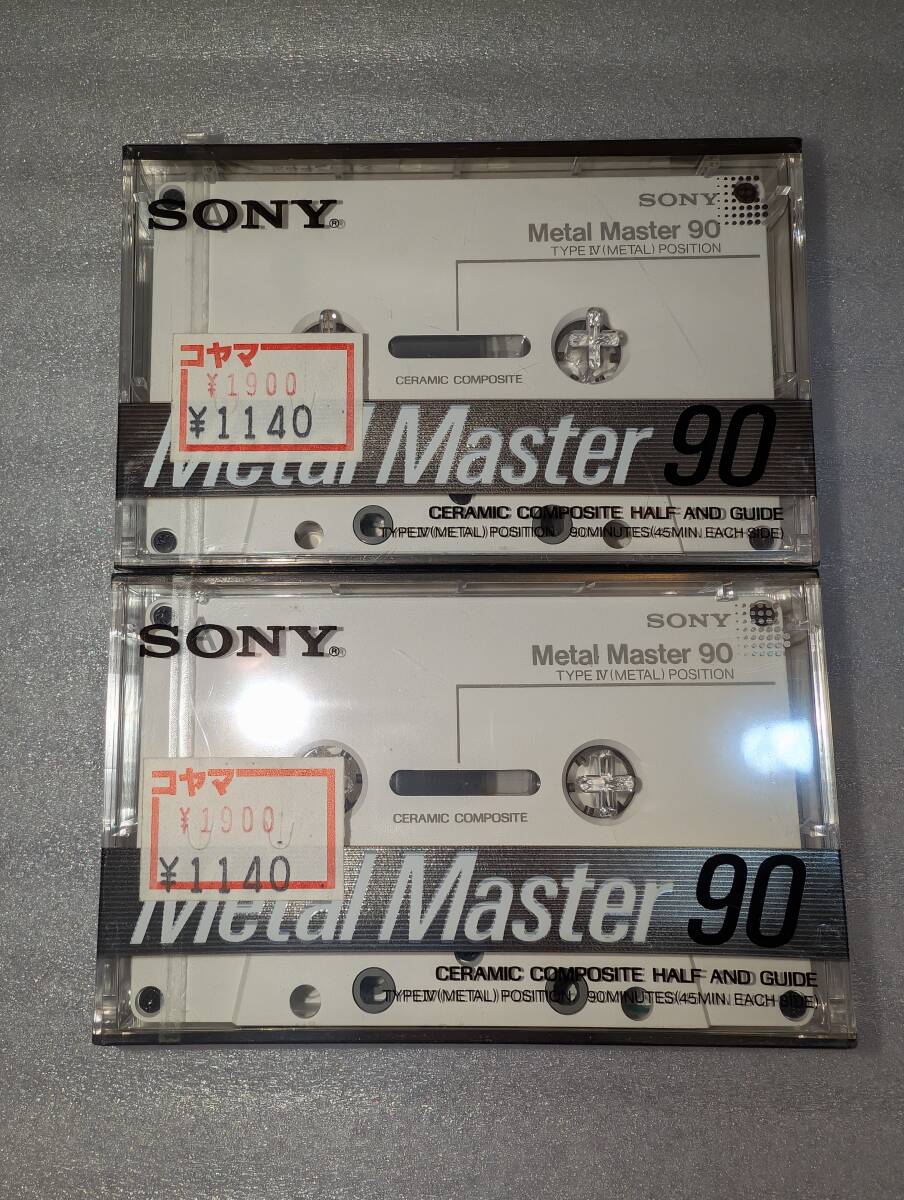 SONY®
SONY
Metal Master 90
TYPE IV (METAL) POSITION
コヤマ
¥1900
¥1140
CERAMIC COMPOSITE
Metal Master 90
CERAMIC COMPOSITE HALF AND GUIDE
TYPE IV (METAL) POSITION 90MINUTES(45MIN. EACH SIDE)
A
SONY®
SONY
Metal Master 90
TYPE IV (METAL) POSITION
コヤマ
¥1900
¥1140
CERAMIC COMPOSITE
Metal Master 90
CERAMIC COMPOSITE HALF AND GUIDE
TYPE IV (METAL) POSITION 90MINUTES(45MIN. EACH SIDE)